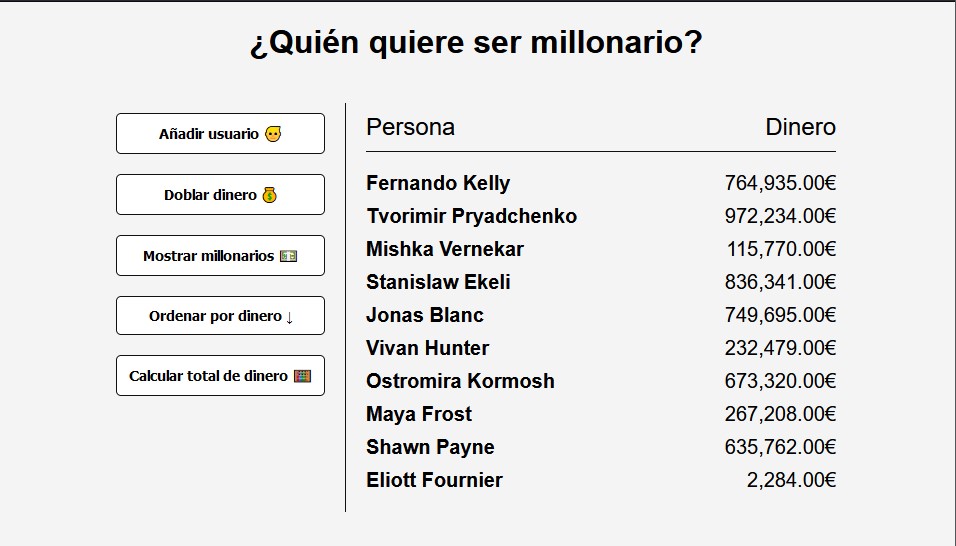 ¿Quién quiere ser millonario?
Añadir usuario
Doblar dinero
Mostrar millonarios
Ordenar por dinero ↓
Calcular total de dinero
Persona Dinero
Fernando Kelly 764,935.00€
Tvorimir Pryadchenko 972,234.00€
Mishka Vernekar 115,770.00€
Stanislaw Ekeli 836,341.00€
Jonas Blanc 749,695.00€
Vivan Hunter 232,479.00€
Ostromira Kormosh 673,320.00€
Maya Frost 267,208.00€
Shawn Payne 635,762.00€
Eliott Fournier 2,284.00€